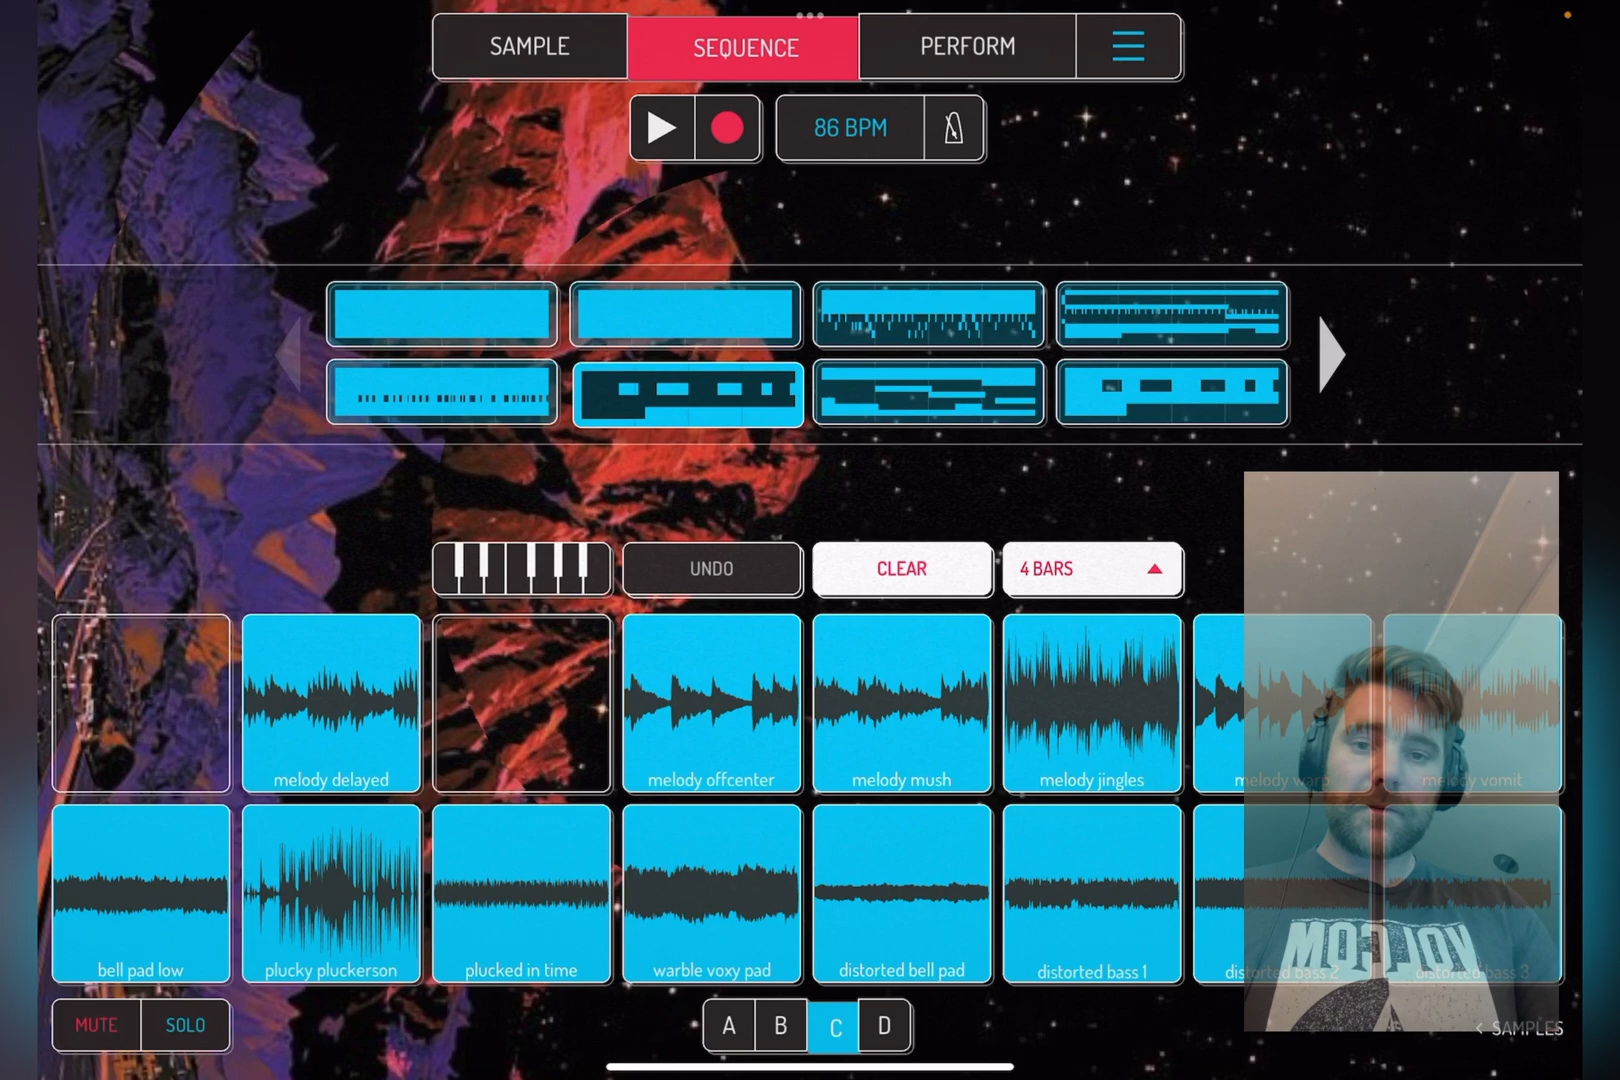 SAMPLE
SEQUENCE
PERFORM
86 BPM
UNDO
CLEAR
4 BARS
melody delayed
melody offcenter
melody mush
melody jingles
melody warp
melody vomit
bell pad low
plucky pluckerson
plucked in time
warble voxy pad
distorted bell pad
distorted bass 1
distorted bass 2
distorted bass 3
MUTE
SOLO
A
B
C
D
< SAMPLES